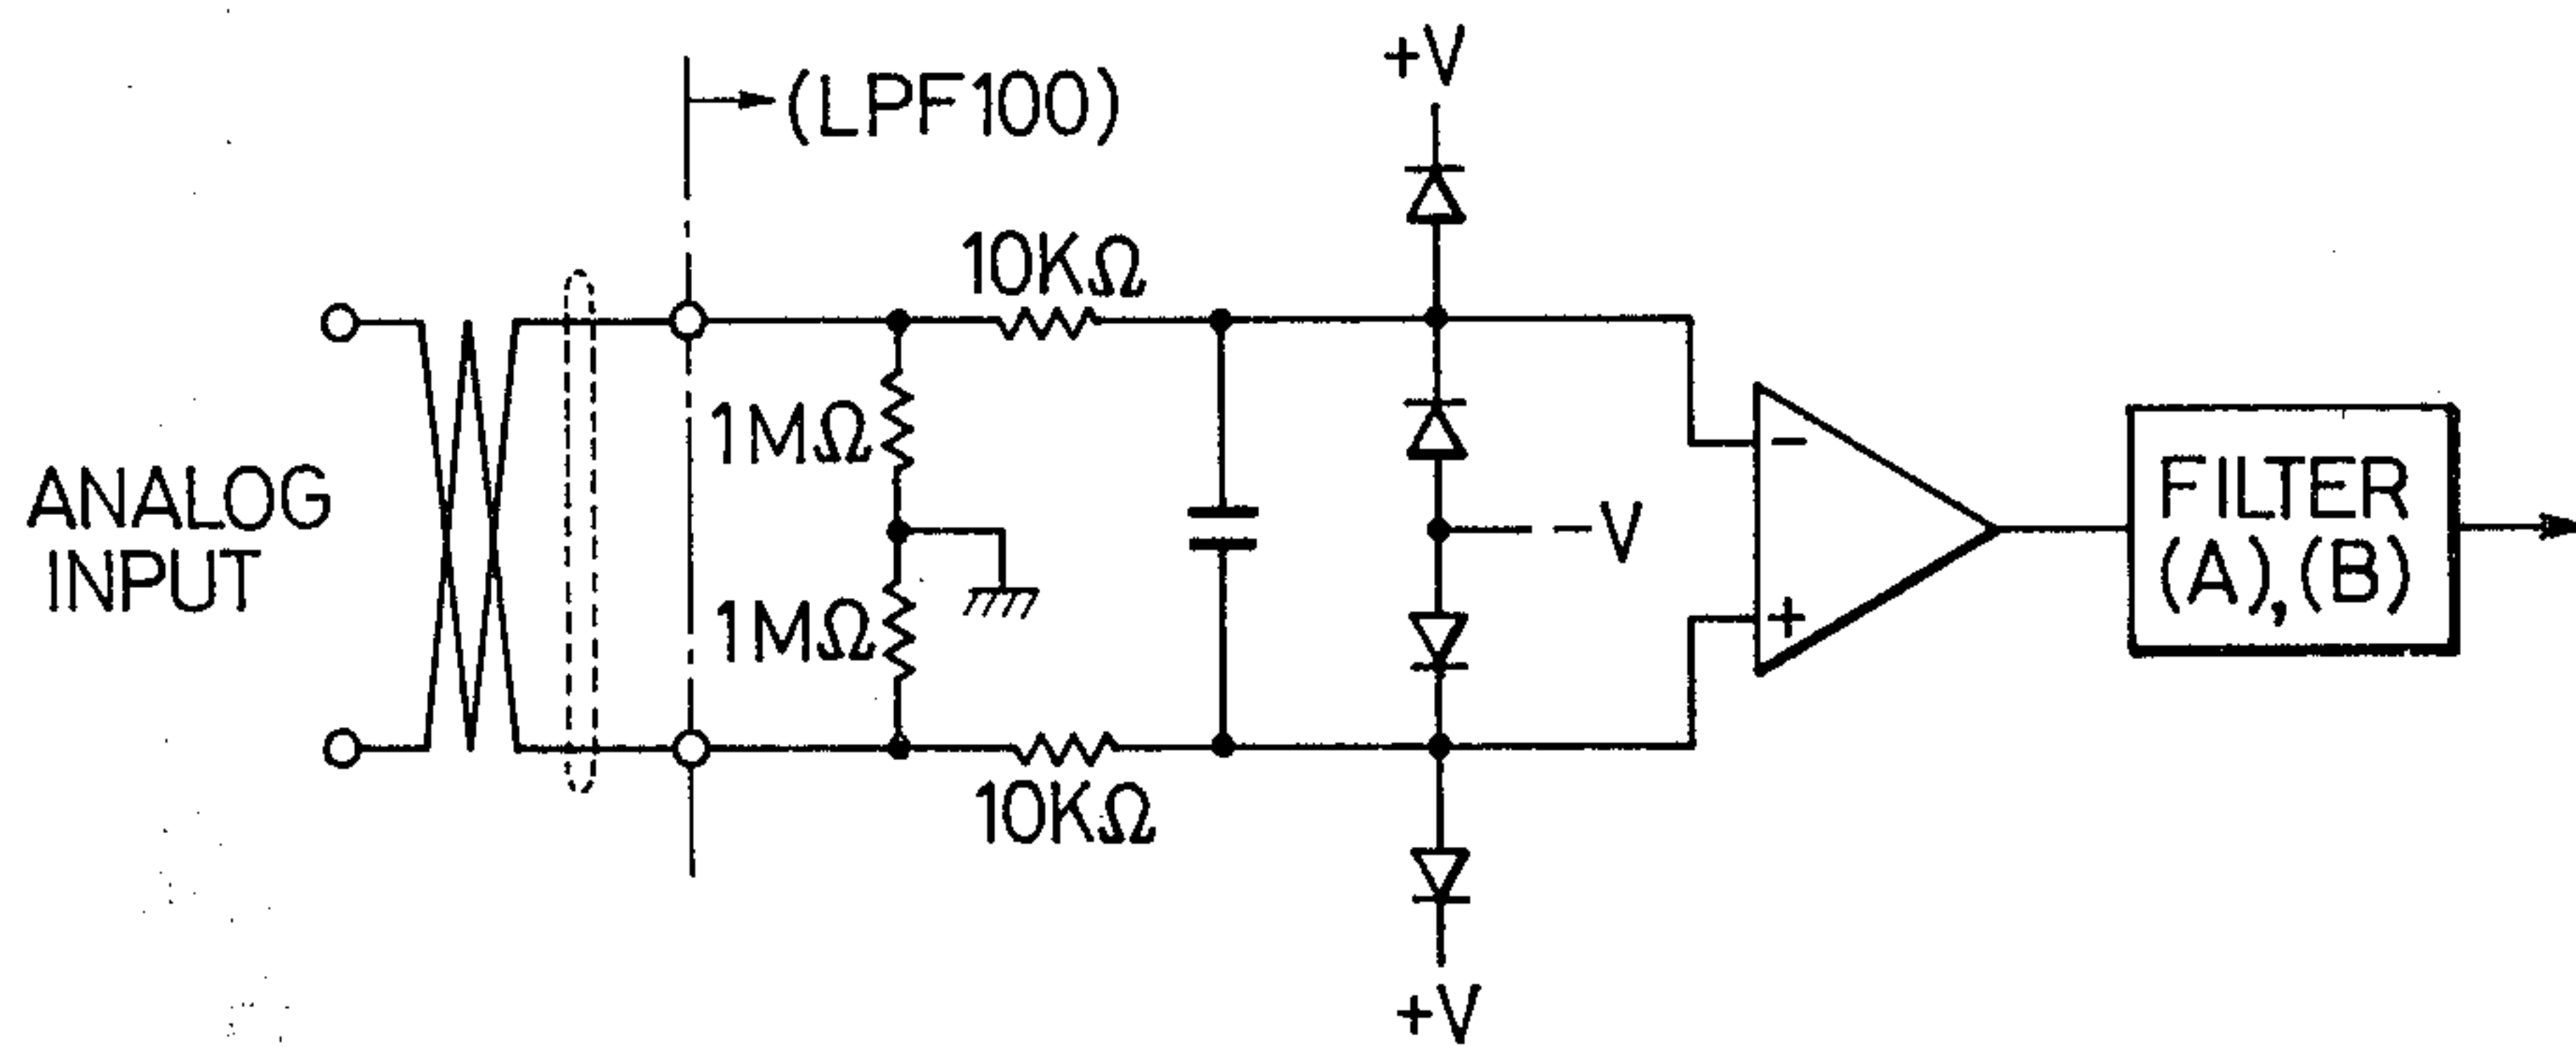 +V
(LPF100)
10KΩ
1MΩ
ANALOG
INPUT
-V
-
+
FILTER
(A),(B)
1MΩ
10KΩ
+V